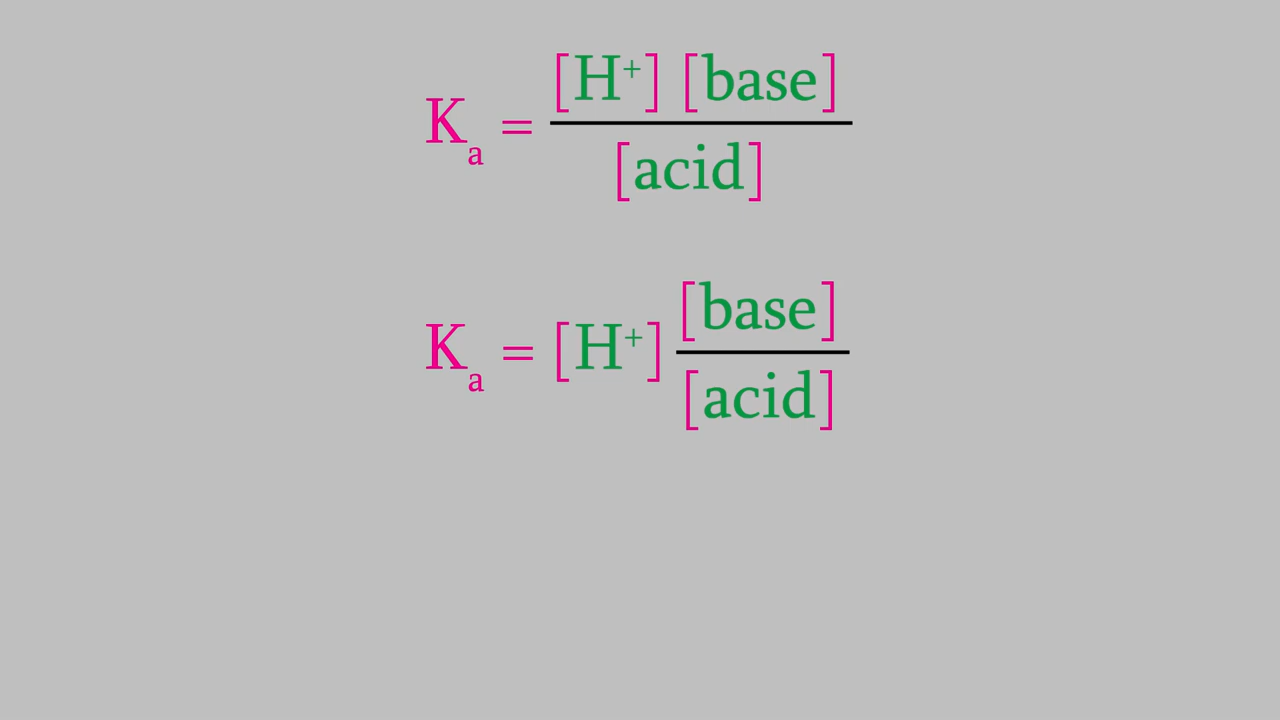 Kₐ = [H⁺] [base] / [acid]
Kₐ = [H⁺] [base] / [acid]